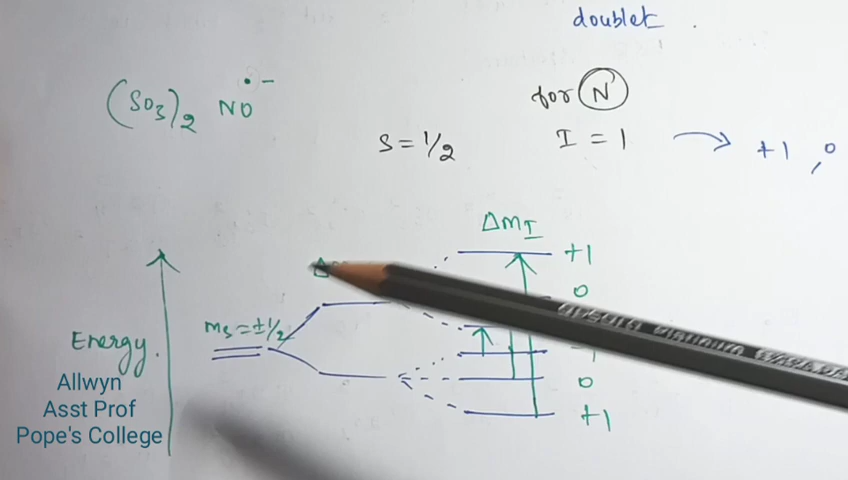 doublet.
(SO3)2 NO•−
for N
S = 1/2 I = 1 → +1, 0
ΔmI
+1
0
ms = ±1/2
Energy.
−1
0
+1
Allwyn
Asst Prof
Pope's College